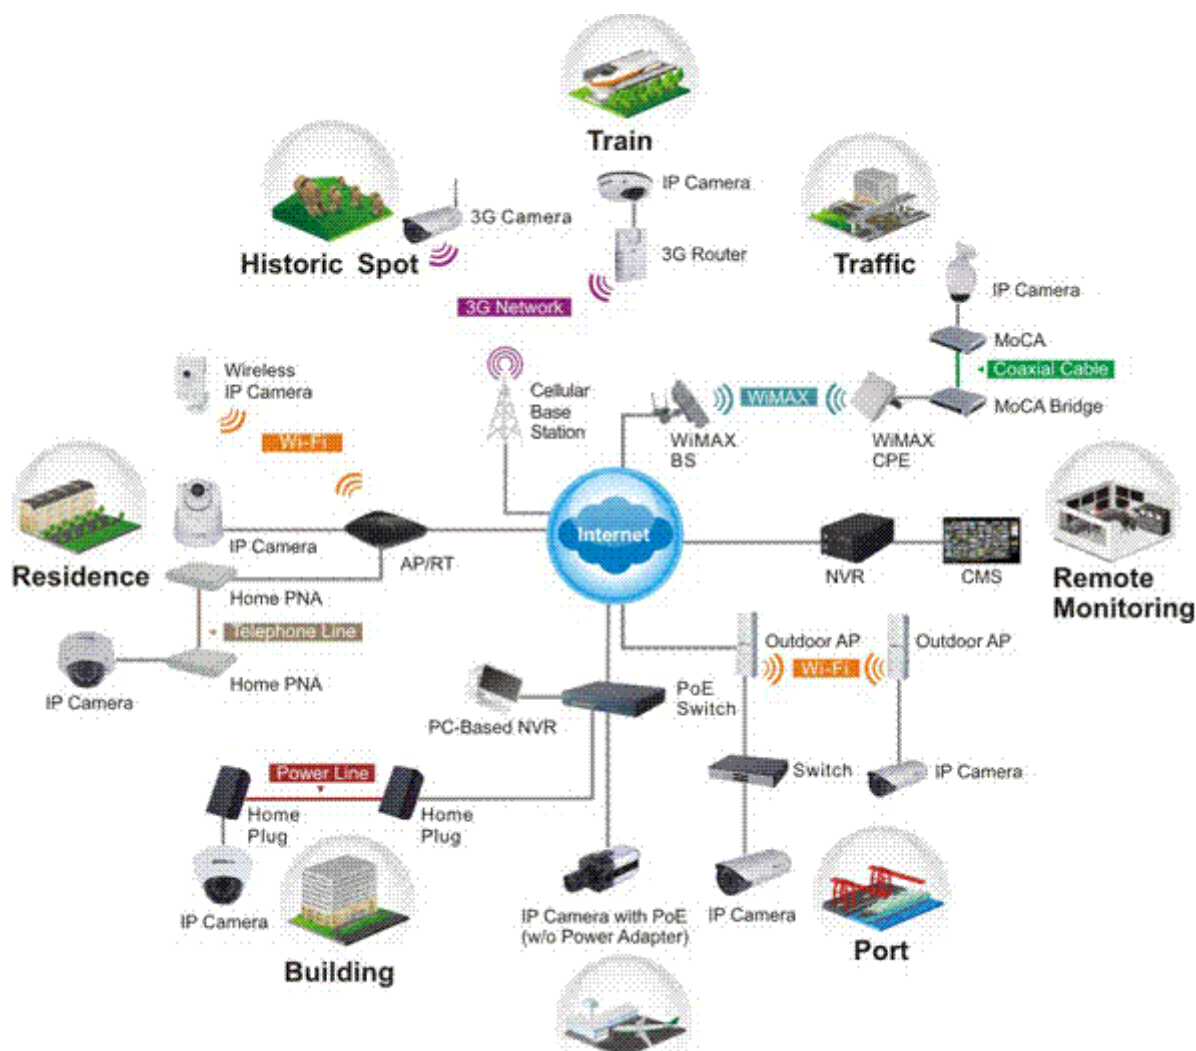 Train
IP Camera
3G Camera
3G Router
Historic Spot
Traffic
IP Camera
3G Network
MoCA
Coaxial Cable
Wireless
IP Camera
Cellular
Base
Station
WiMAX
MoCA Bridge
Wi-Fi
WiMAX
BS
WiMAX
CPE
Internet
IP Camera
AP/RT
NVR
CMS
Residence
Remote
Monitoring
Home PNA
Telephone Line
Outdoor AP
Wi-Fi
Outdoor AP
Home PNA
IP Camera
PoE
Switch
PC-Based NVR
Power Line
Switch
IP Camera
Home
Plug
Home
Plug
IP Camera
IP Camera with PoE
(w/o Power Adapter)
IP Camera
Port
Building